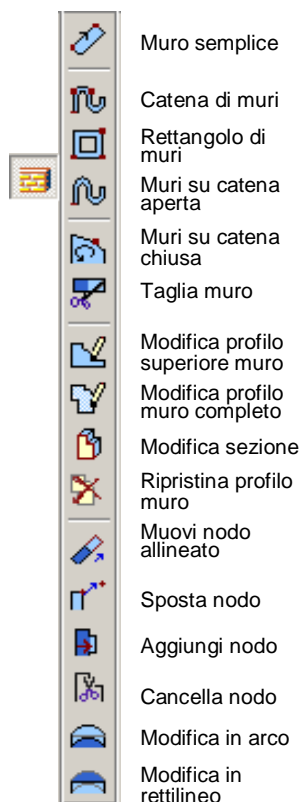 Muro semplice
Catena di muri
Rettangolo di
muri
Muri su catena
aperta
Muri su catena
chiusa
Taglia muro
Modifica profilo
superiore muro
Modifica profilo
muro completo
Modifica sezione
Ripristina profilo
muro
Muovi nodo
allineato
Sposta nodo
Aggiungi nodo
Cancella nodo
Modifica in arco
Modifica in
rettilineo